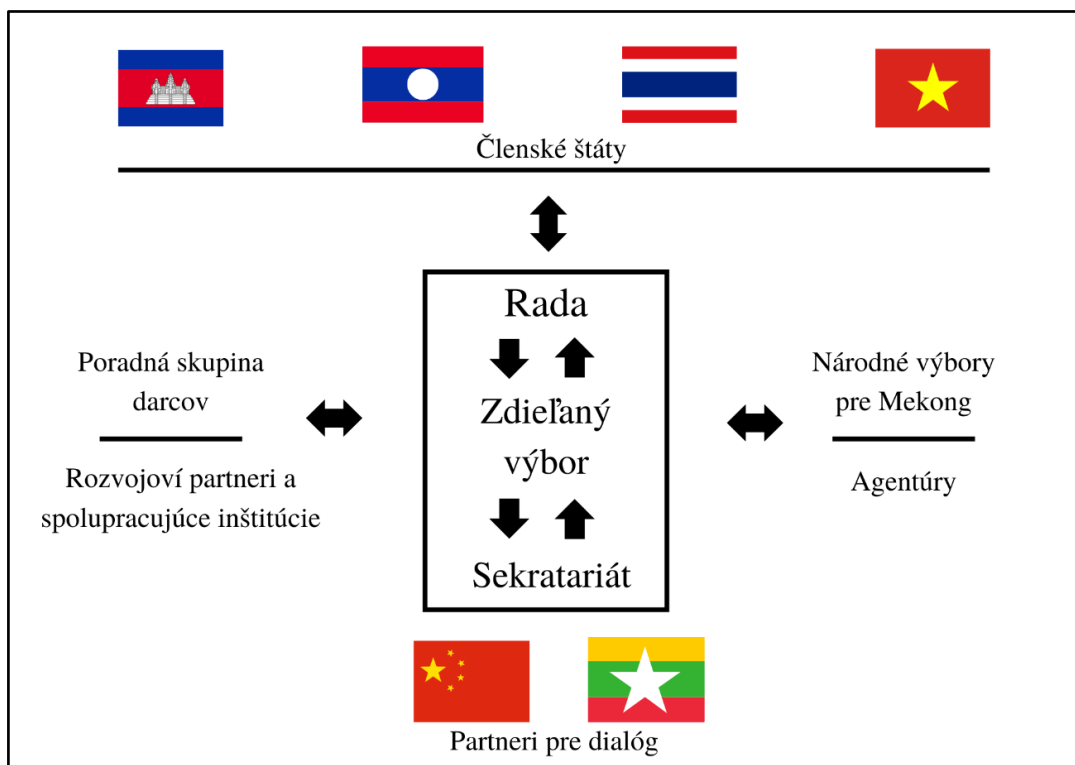 Členské štáty
Rada
Poradná skupina
darcov
Rozvojoví partneri a
spolupracujúce inštitúcie
Zdieľaný
výbor
Národné výbory
pre Mekong
Agentúry
Sekratariát
Partneri pre dialóg